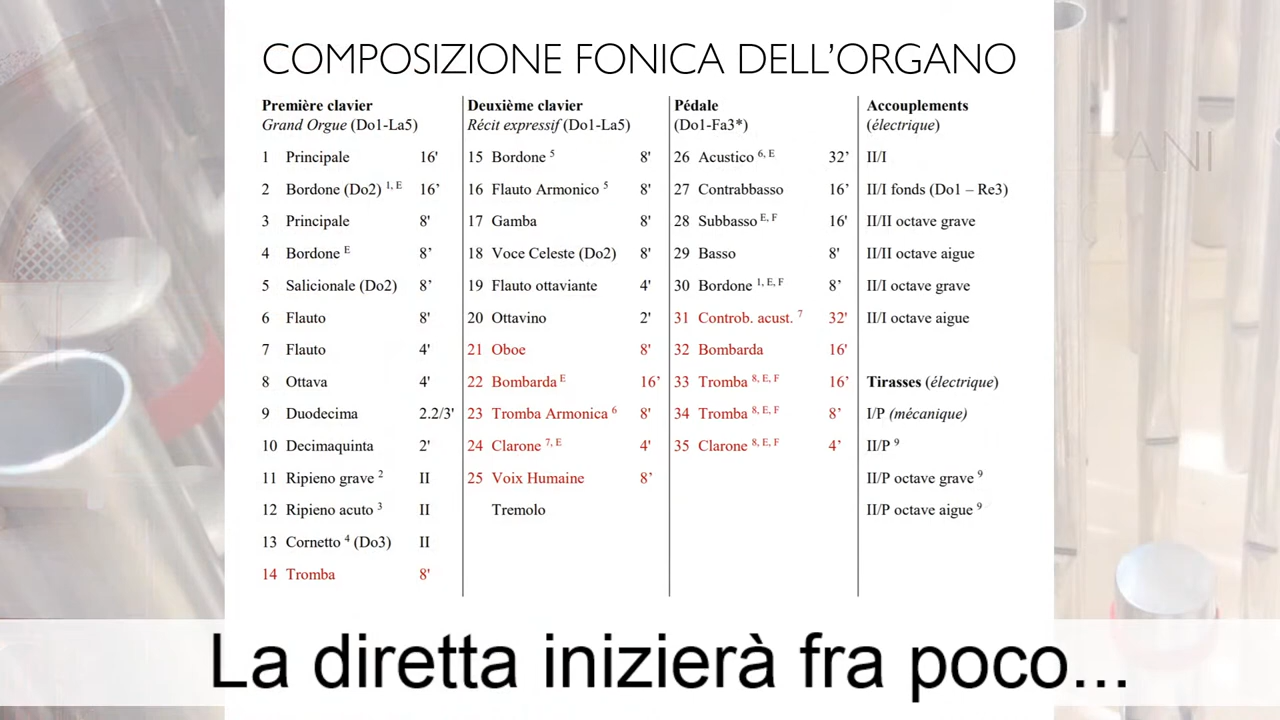 COMPOSIZIONE FONICA DELL’ORGANO
Première clavier
Grand Orgue (Do1-La5)
1 Principale 16'
2 Bordone (Do2) 1, E 16’
3 Principale 8'
4 Bordone E 8’
5 Salicionale (Do2) 8’
6 Flauto 8'
7 Flauto 4'
8 Ottava 4'
9 Duodecima 2.2/3'
10 Decimaquinta 2'
11 Ripieno grave 2 II
12 Ripieno acuto 3 II
13 Cornetto 4 (Do3) II
14 Tromba 8'
Deuxième clavier
Récit expressif (Do1-La5)
15 Bordone 5 8'
16 Flauto Armonico 5 8'
17 Gamba 8'
18 Voce Celeste (Do2) 8'
19 Flauto ottaviante 4'
20 Ottavino 2'
21 Oboe 8'
22 Bombarda E 16’
23 Tromba Armonica 6 8'
24 Clarone 7, E 4'
25 Voix Humaine 8’
Tremolo
Pédale
(Do1-Fa3*)
26 Acustico 6, E 32’
27 Contrabbasso 16’
28 Subbasso E, F 16'
29 Basso 8'
30 Bordone 1, E, F 8’
31 Controb. acust. 7 32'
32 Bombarda 16'
33 Tromba 8, E, F 16’
34 Tromba 8, E, F 8’
35 Clarone 8, E, F 4’
Accouplements
(électrique)
II/I
II/I fonds (Do1 – Re3)
II/II octave grave
II/II octave aigue
II/I octave grave
II/I octave aigue
Tirasses (électrique)
I/P (mécanique)
II/P 9
II/P octave grave 9
II/P octave aigue 9
La diretta inizierà fra poco...